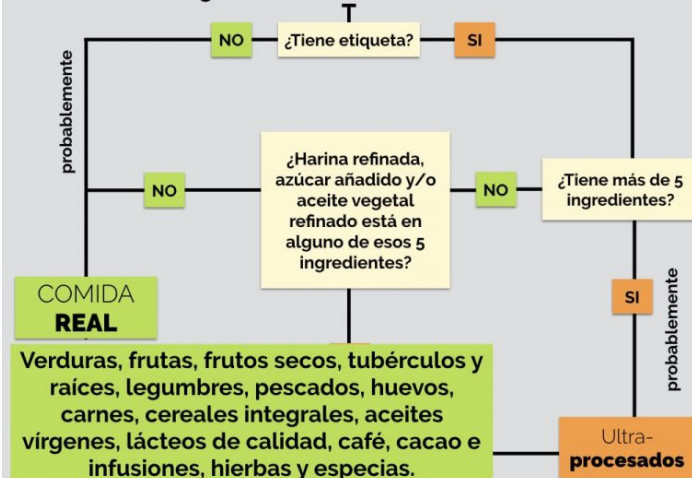 NO
¿Tiene etiqueta?
SI
probablemente
NO
¿Harina refinada,
azúcar añadido y/o
aceite vegetal
refinado está en
alguno de esos 5
ingredientes?
NO
¿Tiene más de 5
ingredientes?
SI
probablemente
COMIDA
REAL
Verduras, frutas, frutos secos, tubérculos y
raíces, legumbres, pescados, huevos,
carnes, cereales integrales, aceites
vírgenes, lácteos de calidad, café, cacao e
infusiones, hierbas y especias.
Ultra-
procesados